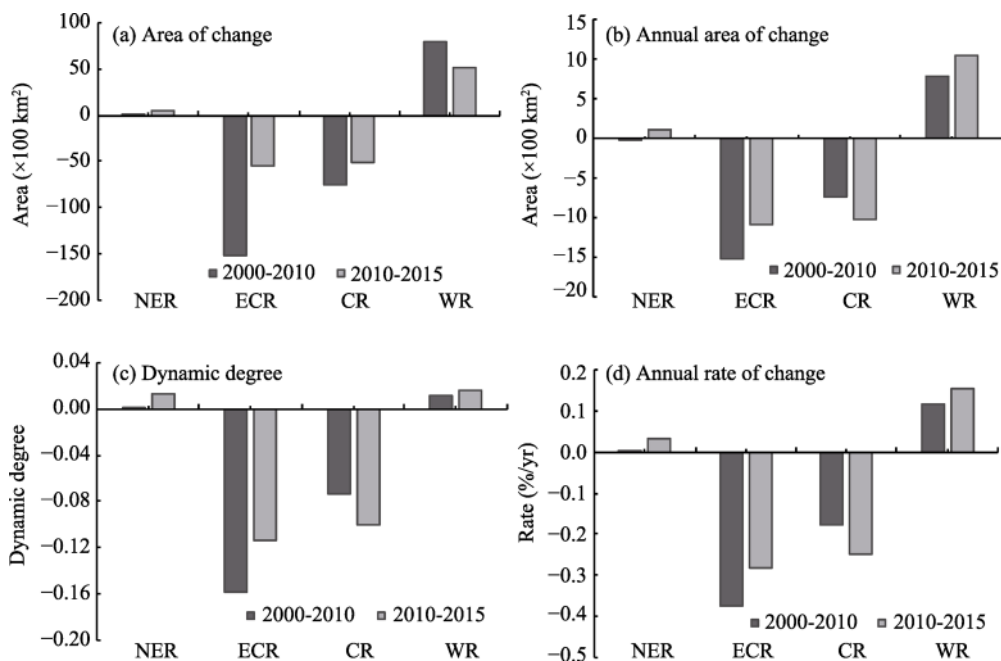 (a) Area of change
Area (×100 km²)
100
50
0
−50
−100
−150
−200
2000-2010
2010-2015
NER
ECR
CR
WR
(b) Annual area of change
Area (×100 km²)
15
10
5
0
−5
−10
−15
−20
2000-2010
2010-2015
NER
ECR
CR
WR
(c) Dynamic degree
Dynamic degree
0.04
0.00
−0.04
−0.08
−0.12
−0.16
−0.20
2000-2010
2010-2015
NER
ECR
CR
WR
(d) Annual rate of change
Rate (%/yr)
0.2
0.1
0.0
−0.1
−0.2
−0.3
−0.4
−0.5
2000-2010
2010-2015
NER
ECR
CR
WR